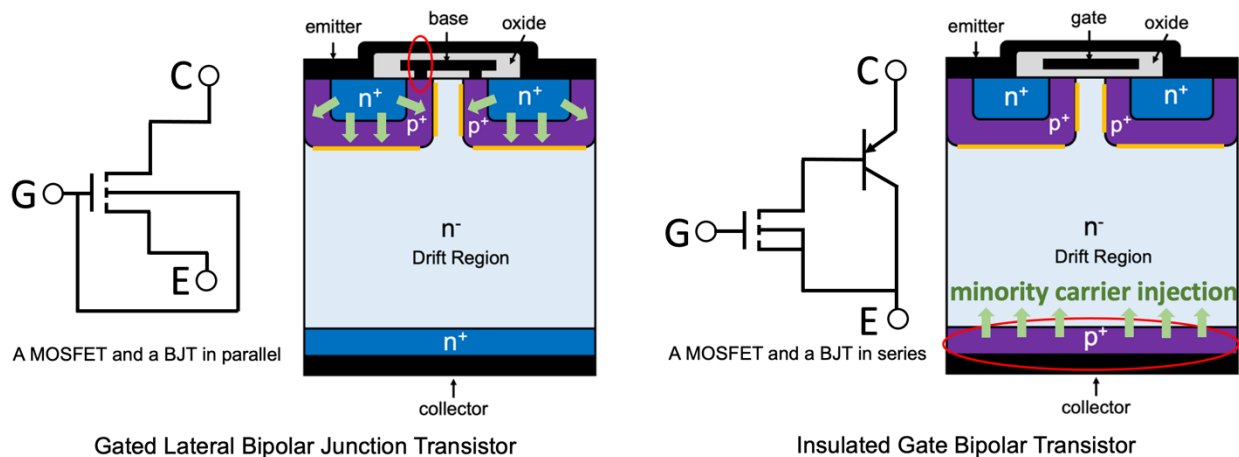 base
emitter
oxide
C
n⁺
n⁺
p⁺
p⁺
G
n⁻
Drift Region
E
A MOSFET and a BJT in parallel
n⁺
collector
Gated Lateral Bipolar Junction Transistor
gate
emitter
oxide
C
n⁺
n⁺
p⁺
p⁺
G
n⁻
Drift Region
minority carrier injection
E
A MOSFET and a BJT in series
p⁺
collector
Insulated Gate Bipolar Transistor